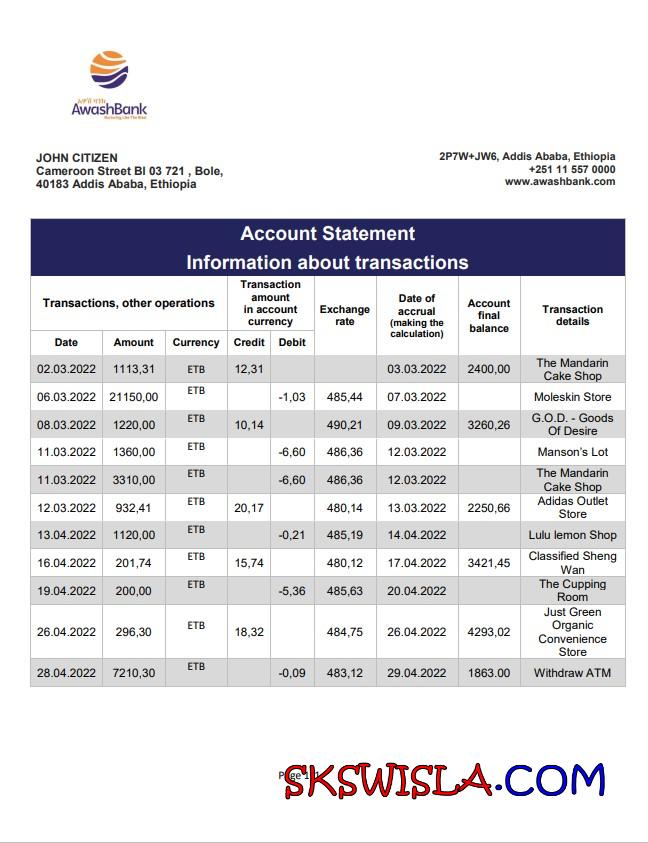 AwashBank
Nurturing Like The River
JOHN CITIZEN
Cameroon Street Bl 03 721 , Bole,
40183 Addis Ababa, Ethiopia
2P7W+JW6, Addis Ababa, Ethiopia
+251 11 557 0000
www.awashbank.com
Account Statement
Information about transactions
Transactions, other operations
Transaction amount in account currency
Exchange rate
Date of accrual (making the calculation)
Account final balance
Transaction details
Date Amount Currency Credit Debit
02.03.2022 1113,31 ETB 12,31 03.03.2022 2400,00 The Mandarin Cake Shop
06.03.2022 21150,00 ETB -1,03 485,44 07.03.2022 Moleskin Store
08.03.2022 1220,00 ETB 10,14 490,21 09.03.2022 3260,26 G.O.D. - Goods Of Desire
11.03.2022 1360,00 ETB -6,60 486,36 12.03.2022 Manson's Lot
11.03.2022 3310,00 ETB -6,60 486,36 12.03.2022 The Mandarin Cake Shop
12.03.2022 932,41 ETB 20,17 480,14 13.03.2022 2250,66 Adidas Outlet Store
13.04.2022 1120,00 ETB -0,21 485,19 14.04.2022 Lulu lemon Shop
16.04.2022 201,74 ETB 15,74 480,12 17.04.2022 3421,45 Classified Sheng Wan
19.04.2022 200,00 ETB -5,36 485,63 20.04.2022 The Cupping Room
26.04.2022 296,30 ETB 18,32 484,75 26.04.2022 4293,02 Just Green Organic Convenience Store
28.04.2022 7210,30 ETB -0,09 483,12 29.04.2022 1863.00 Withdraw ATM
SKSWISLA.COM